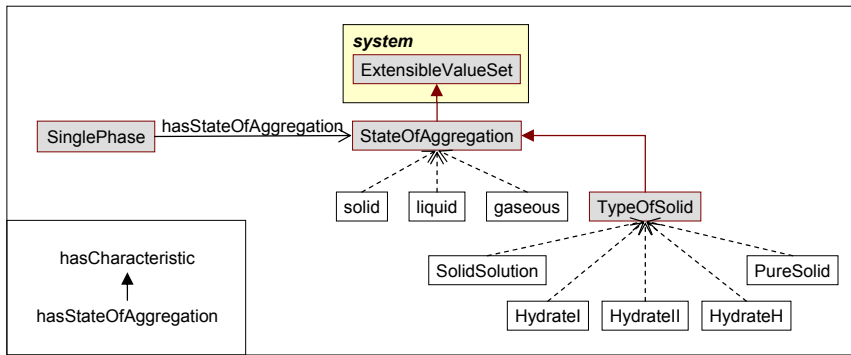 system
ExtensibleValueSet
SinglePhase
hasStateOfAggregation
StateOfAggregation
solid
liquid
gaseous
TypeOfSolid
hasCharacteristic
hasStateOfAggregation
SolidSolution
PureSolid
HydrateI
HydrateII
HydrateH